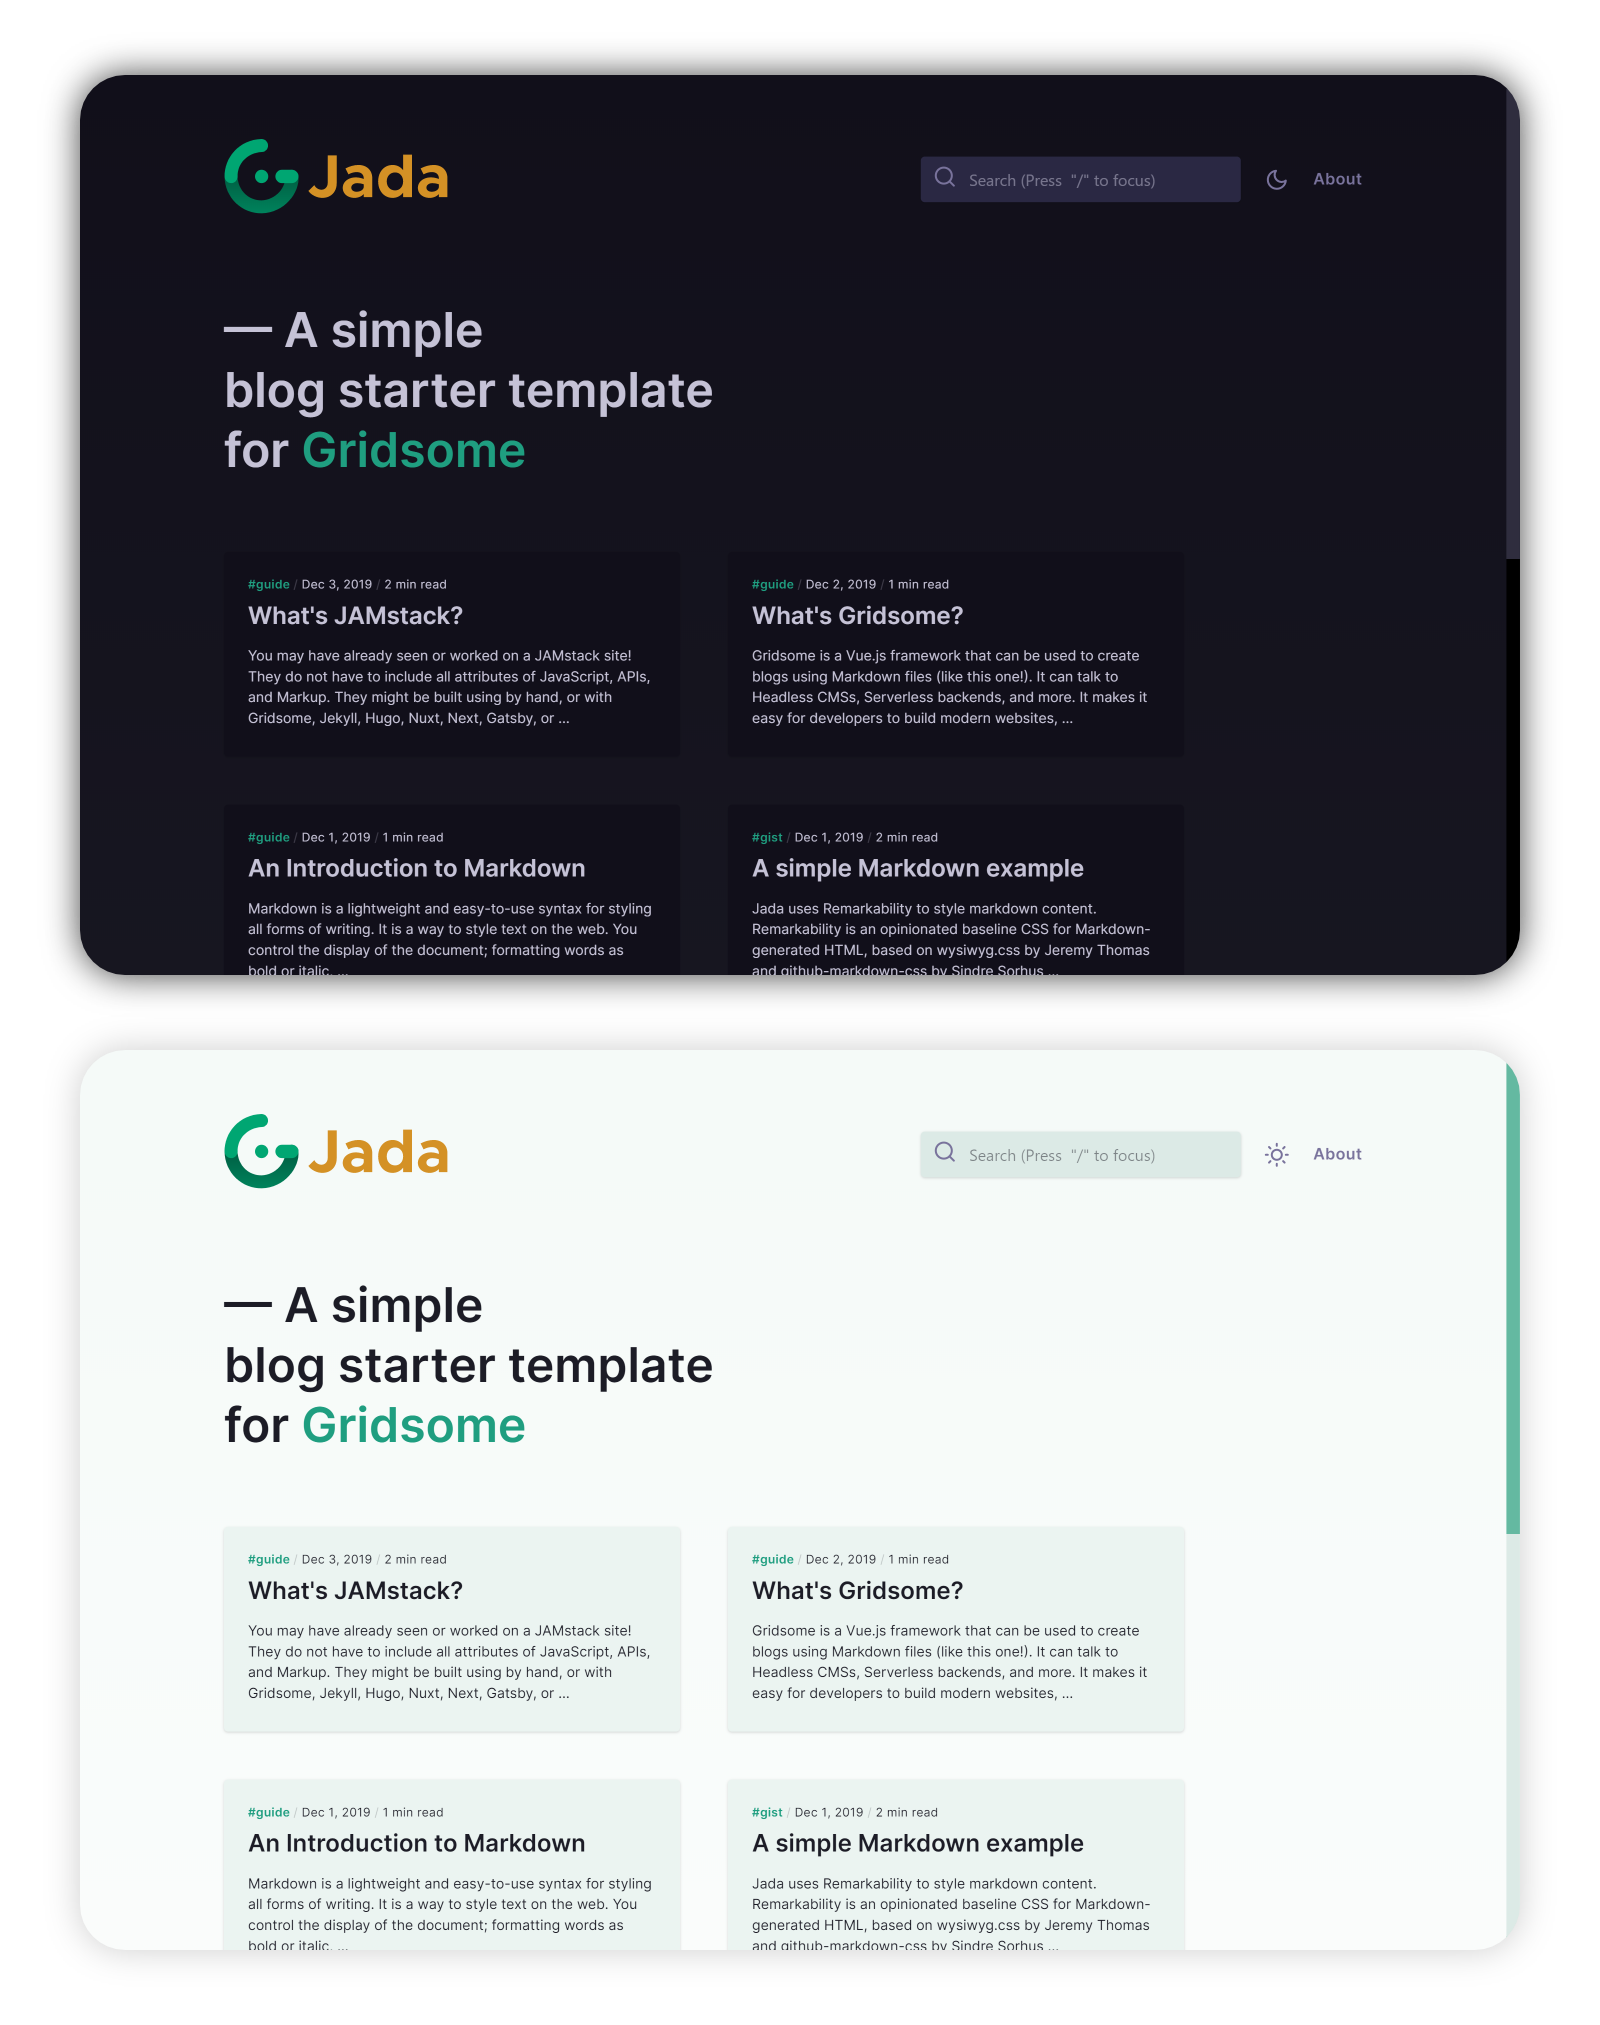 Jada
Search (Press "/" to focus)
About
— A simple
blog starter template
for Gridsome
#guide / Dec 3, 2019 / 2 min read
What's JAMstack?
You may have already seen or worked on a JAMstack site!
They do not have to include all attributes of JavaScript, APIs,
and Markup. They might be built using by hand, or with
Gridsome, Jekyll, Hugo, Nuxt, Next, Gatsby, or ...
#guide / Dec 2, 2019 / 1 min read
What's Gridsome?
Gridsome is a Vue.js framework that can be used to create
blogs using Markdown files (like this one!). It can talk to
Headless CMSs, Serverless backends, and more. It makes it
easy for developers to build modern websites, ...
#guide / Dec 1, 2019 / 1 min read
An Introduction to Markdown
Markdown is a lightweight and easy-to-use syntax for styling
all forms of writing. It is a way to style text on the web. You
control the display of the document; formatting words as
bold or italic, ...
#gist / Dec 1, 2019 / 2 min read
A simple Markdown example
Jada uses Remarkability to style markdown content.
Remarkability is an opinionated baseline CSS for Markdown-
generated HTML, based on wysiwyg.css by Jeremy Thomas
and github-markdown-css by Sindre Sorhus ...
Jada
Search (Press "/" to focus)
About
— A simple
blog starter template
for Gridsome
#guide / Dec 3, 2019 / 2 min read
What's JAMstack?
You may have already seen or worked on a JAMstack site!
They do not have to include all attributes of JavaScript, APIs,
and Markup. They might be built using by hand, or with
Gridsome, Jekyll, Hugo, Nuxt, Next, Gatsby, or ...
#guide / Dec 2, 2019 / 1 min read
What's Gridsome?
Gridsome is a Vue.js framework that can be used to create
blogs using Markdown files (like this one!). It can talk to
Headless CMSs, Serverless backends, and more. It makes it
easy for developers to build modern websites, ...
#guide / Dec 1, 2019 / 1 min read
An Introduction to Markdown
Markdown is a lightweight and easy-to-use syntax for styling
all forms of writing. It is a way to style text on the web. You
control the display of the document; formatting words as
bold or italic, ...
#gist / Dec 1, 2019 / 2 min read
A simple Markdown example
Jada uses Remarkability to style markdown content.
Remarkability is an opinionated baseline CSS for Markdown-
generated HTML, based on wysiwyg.css by Jeremy Thomas
and github-markdown-css by Sindre Sorhus ...